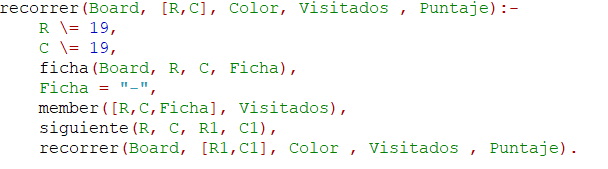 recorrer(Board, [R,C], Color, Visitados , Puntaje):-
    R \= 19,
    C \= 19,
    ficha(Board, R, C, Ficha),
    Ficha = "-",
    member([R,C,Ficha], Visitados),
    siguiente(R, C, R1, C1),
    recorrer(Board, [R1,C1], Color , Visitados , Puntaje).